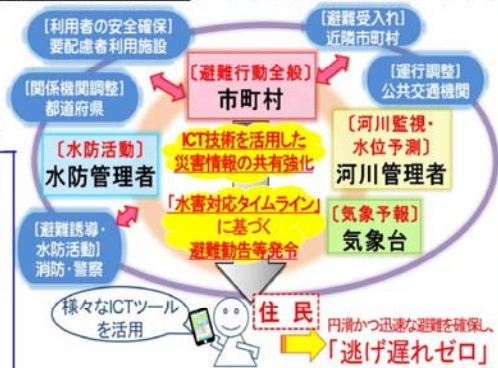 [利用者の安全確保]
要配慮者利用施設
[避難受入れ]
近隣市町村
[関係機関調整]
都道府県
[避難行動全般]
市町村
[運行調整]
公共交通機関
[水防活動]
水防管理者
ICT技術を活用した
災害情報の共有強化
[河川監視・
水位予測]
河川管理者
「水害対応タイムライン」
に基づく
避難勧告等発令
[気象予報]
気象台
[避難誘導・
水防活動]
消防・警察
様々なICTツール
を活用
住民
円滑かつ迅速な避難を確保し、
「逃げ遅れゼロ」